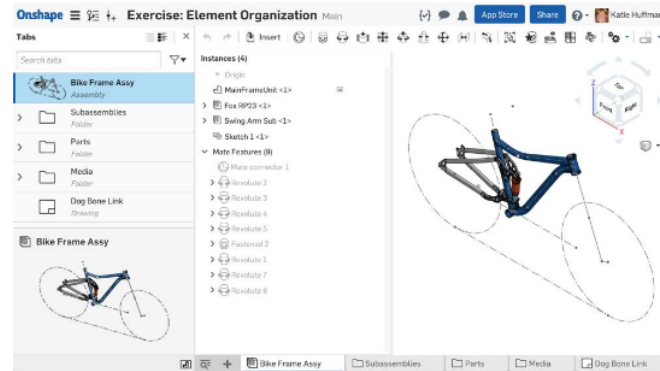 Onshape Exercise: Element Organization Main App Store Share Katie Huffman
Tabs
Insert
Search tabs
Bike Frame Assy
Assembly
Subassemblies
Folder
Parts
Folder
Media
Folder
Dog Bone Link
Drawing
Bike Frame Assy
Instances (4)
Origin
MainFrameUnit <1>
Fox RP23 <1>
Swing Arm Sub <1>
Sketch 1 <1>
Mate Features (9)
Mate connector 1
Revolute 2
Revolute 3
Revolute 4
Revolute 5
Fastened 2
Revolute 1
Revolute 7
Revolute 8
Z
Top
Front
Right
X
Bike Frame Assy Subassemblies Parts Media Dog Bone Link